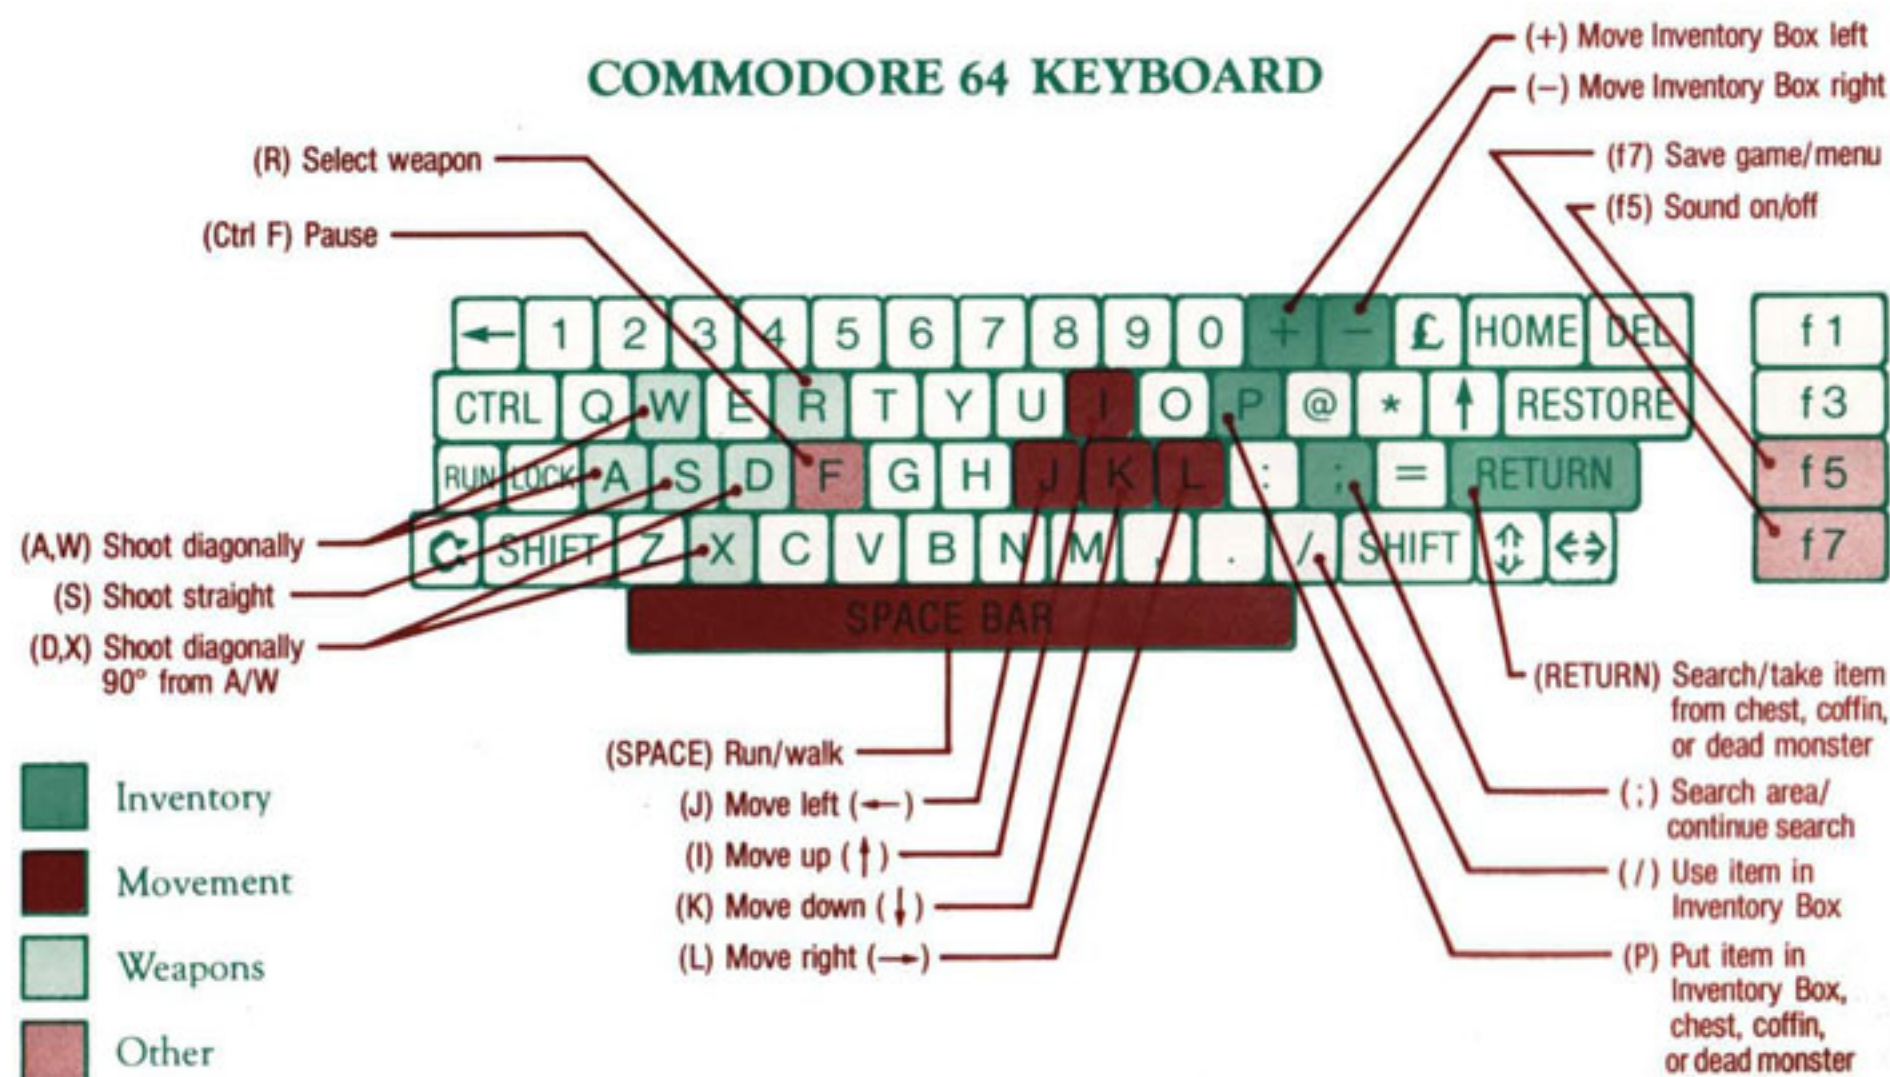 COMMODORE 64 KEYBOARD
(+) Move Inventory Box left
(−) Move Inventory Box right
(f7) Save game/menu
(f5) Sound on/off
(R) Select weapon
(Ctrl F) Pause
← 1 2 3 4 5 6 7 8 9 0 + − £ HOME DEL f1
CTRL Q W E R T Y U I O P @ * ↑ RESTORE f3
RUN LOCK A S D F G H J K L : ; = RETURN f5
C SHIFT Z X C V B N M , . / SHIFT ⇕ ⇔ f7
SPACE BAR
(A,W) Shoot diagonally
(S) Shoot straight
(D,X) Shoot diagonally
90° from A/W
(SPACE) Run/walk
(J) Move left (←)
(I) Move up (↑)
(K) Move down (↓)
(L) Move right (→)
(RETURN) Search/take item
from chest, coffin,
or dead monster
(;) Search area/
continue search
(/) Use item in
Inventory Box
(P) Put item in
Inventory Box,
chest, coffin,
or dead monster
Inventory
Movement
Weapons
Other